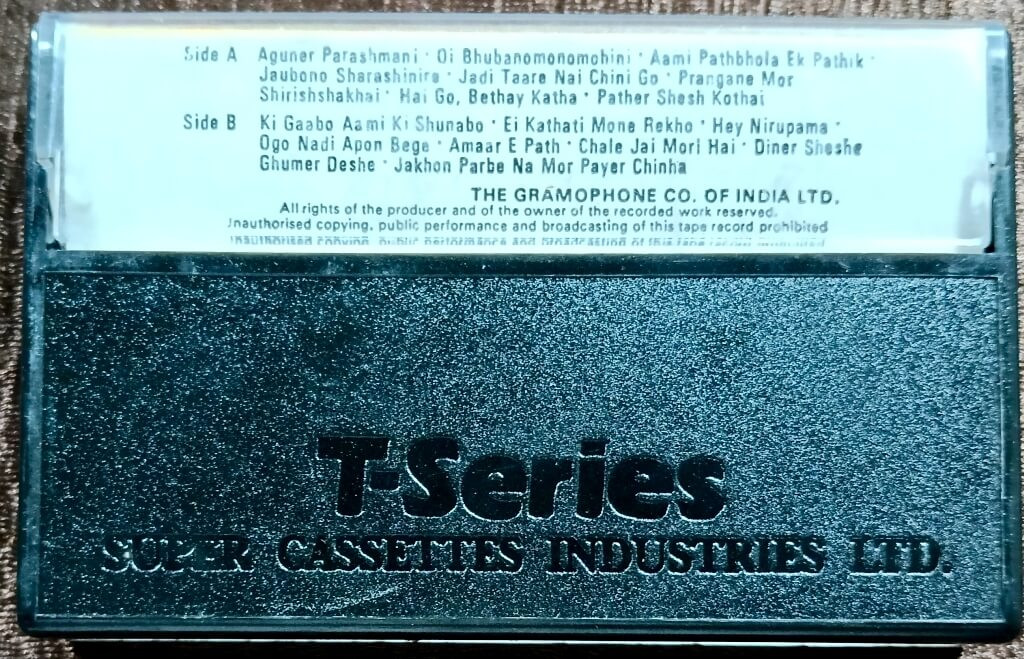 Side A Aguner Parashmani · Oi Bhubanomonomohini · Aami Pathbhola Ek Pathik ·
Jaubono Sharashinire · Jadi Taare Nai Chini Go · Prangane Mor
Shirishshakhai · Hai Go, Bethay Katha · Pather Shesh Kothai
Side B Ki Gaabo Aami Ki Shunabo · Ei Kathati Mone Rekho · Hey Nirupama ·
Ogo Nadi Apon Bege · Amaar E Path · Chale Jai Mori Hai · Diner Sheshe
Ghumer Deshe · Jakhon Parbe Na Mor Payer Chinha
THE GRAMOPHONE CO. OF INDIA LTD.
All rights of the producer and of the owner of the recorded work reserved.
Unauthorised copying, public performance and broadcasting of this tape record prohibited
T-Series
SUPER CASSETTES INDUSTRIES LTD.